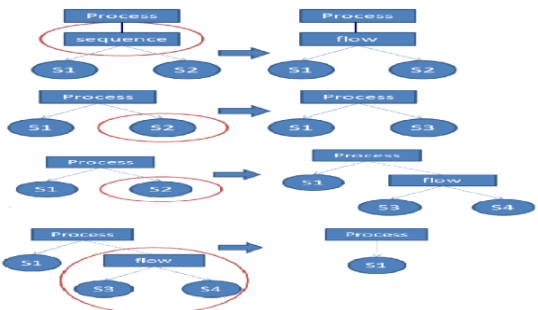 Process Process
sequence flow
S1 S2 S1 S2
Process Process
S1 S2 S1 S3
Process Process
S1 S2 S1 flow
S3 S4
Process Process
S1 flow S1
S3 S4